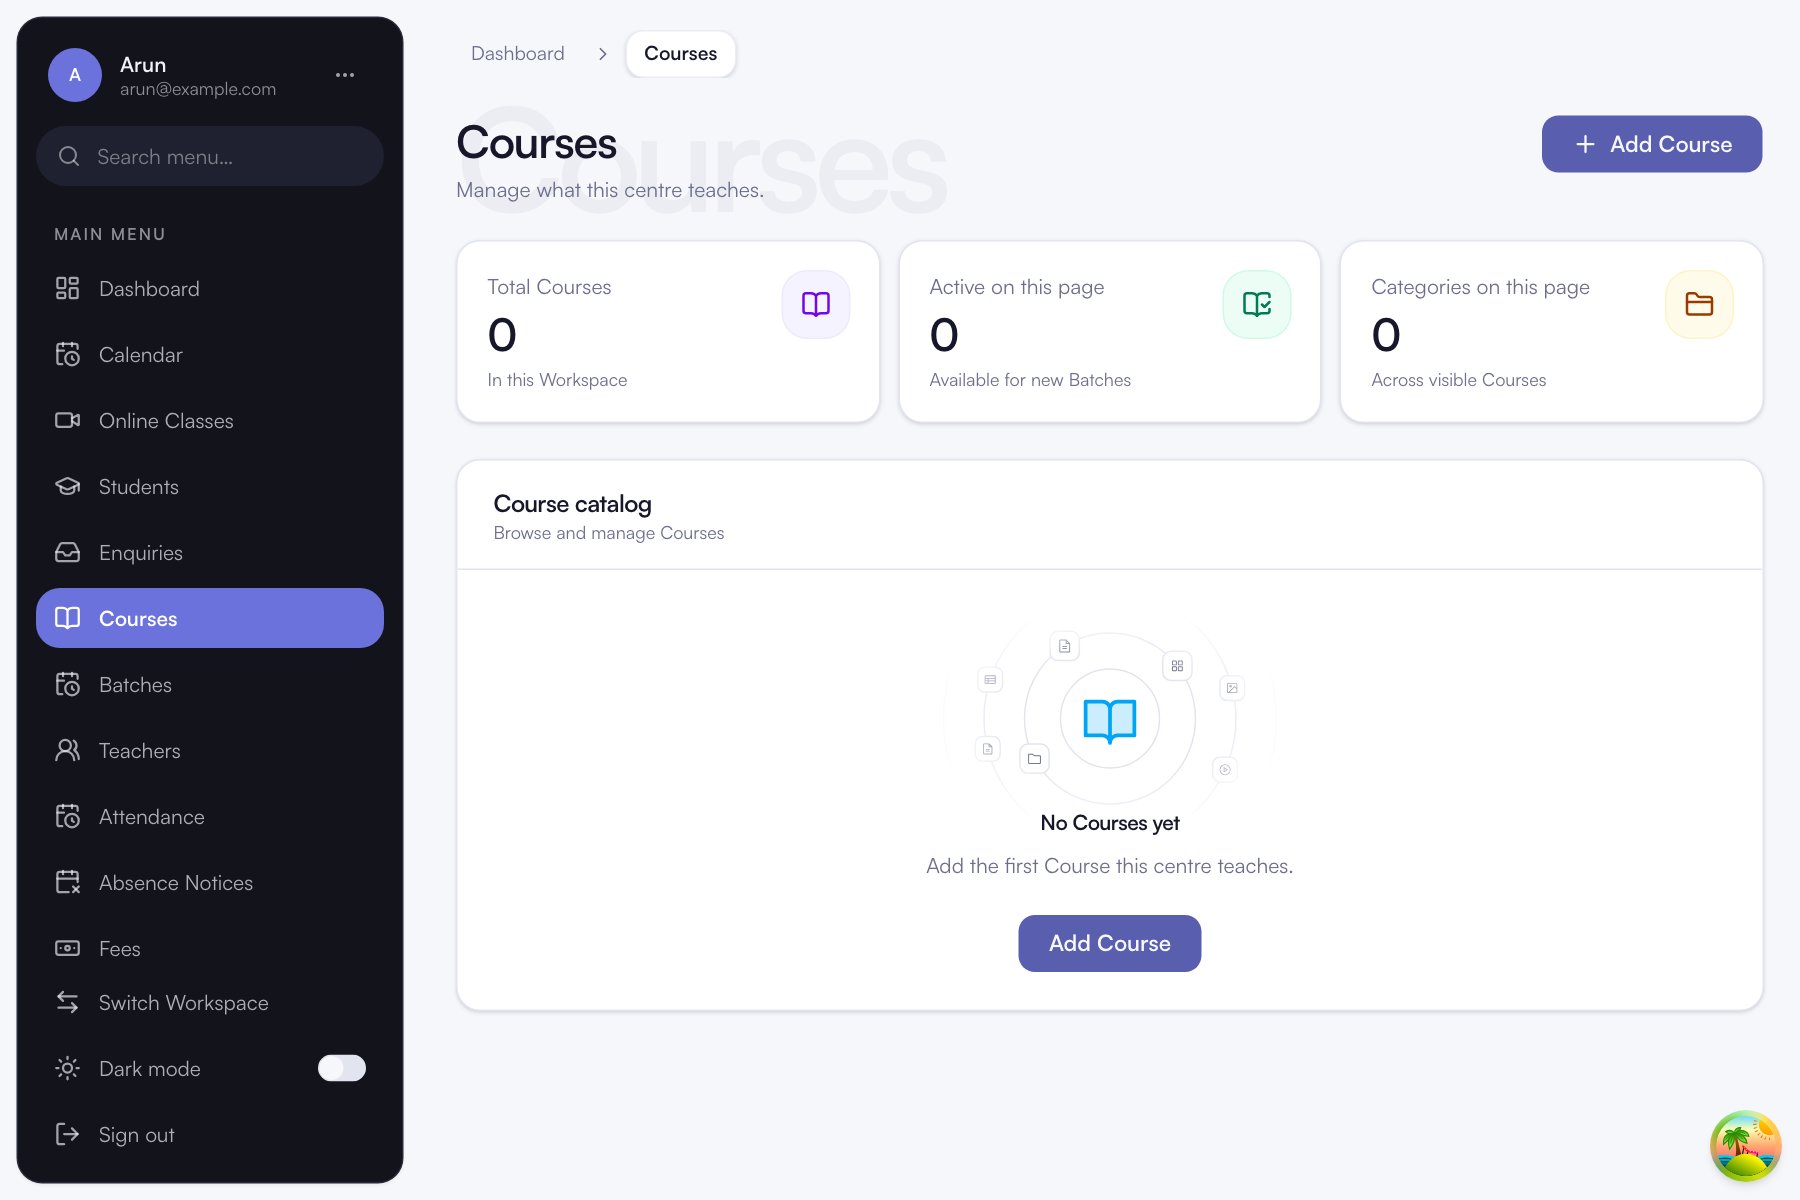 A
Arun
arun@example.com
Search menu...
MAIN MENU
Dashboard
Calendar
Online Classes
Students
Enquiries
Courses
Batches
Teachers
Attendance
Absence Notices
Fees
Switch Workspace
Dark mode
Sign out
Dashboard
Courses
Courses
Courses
Manage what this centre teaches.
Add Course
Total Courses
0
In this Workspace
Active on this page
0
Available for new Batches
Categories on this page
0
Across visible Courses
Course catalog
Browse and manage Courses
No Courses yet
Add the first Course this centre teaches.
Add Course